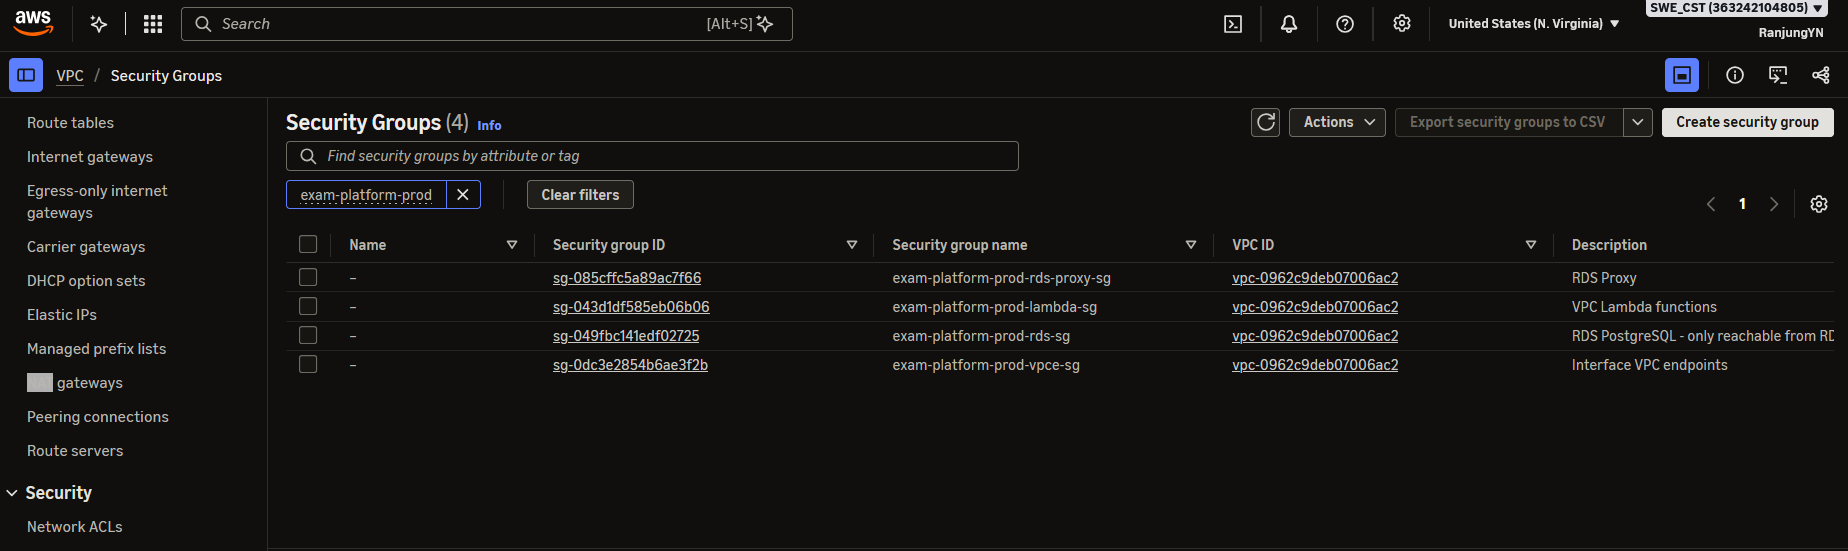 aws
Search [Alt+S]
United States (N. Virginia)
SWE_CST (363242104805)
RanjungYN
VPC / Security Groups
Route tables
Internet gateways
Egress-only internet
gateways
Carrier gateways
DHCP option sets
Elastic IPs
Managed prefix lists
gateways
Peering connections
Route servers
Security
Network ACLs
Security Groups (4) Info
Actions
Export security groups to CSV
Create security group
Find security groups by attribute or tag
exam-platform-prod
Clear filters
1
Name Security group ID Security group name VPC ID Description
– sg-085cffc5a89ac7f66 exam-platform-prod-rds-proxy-sg vpc-0962c9deb07006ac2 RDS Proxy
– sg-043d1df585eb06b06 exam-platform-prod-lambda-sg vpc-0962c9deb07006ac2 VPC Lambda functions
– sg-049fbc141edf02725 exam-platform-prod-rds-sg vpc-0962c9deb07006ac2 RDS PostgreSQL - only reachable from RD
– sg-0dc3e2854b6ae3f2b exam-platform-prod-vpce-sg vpc-0962c9deb07006ac2 Interface VPC endpoints